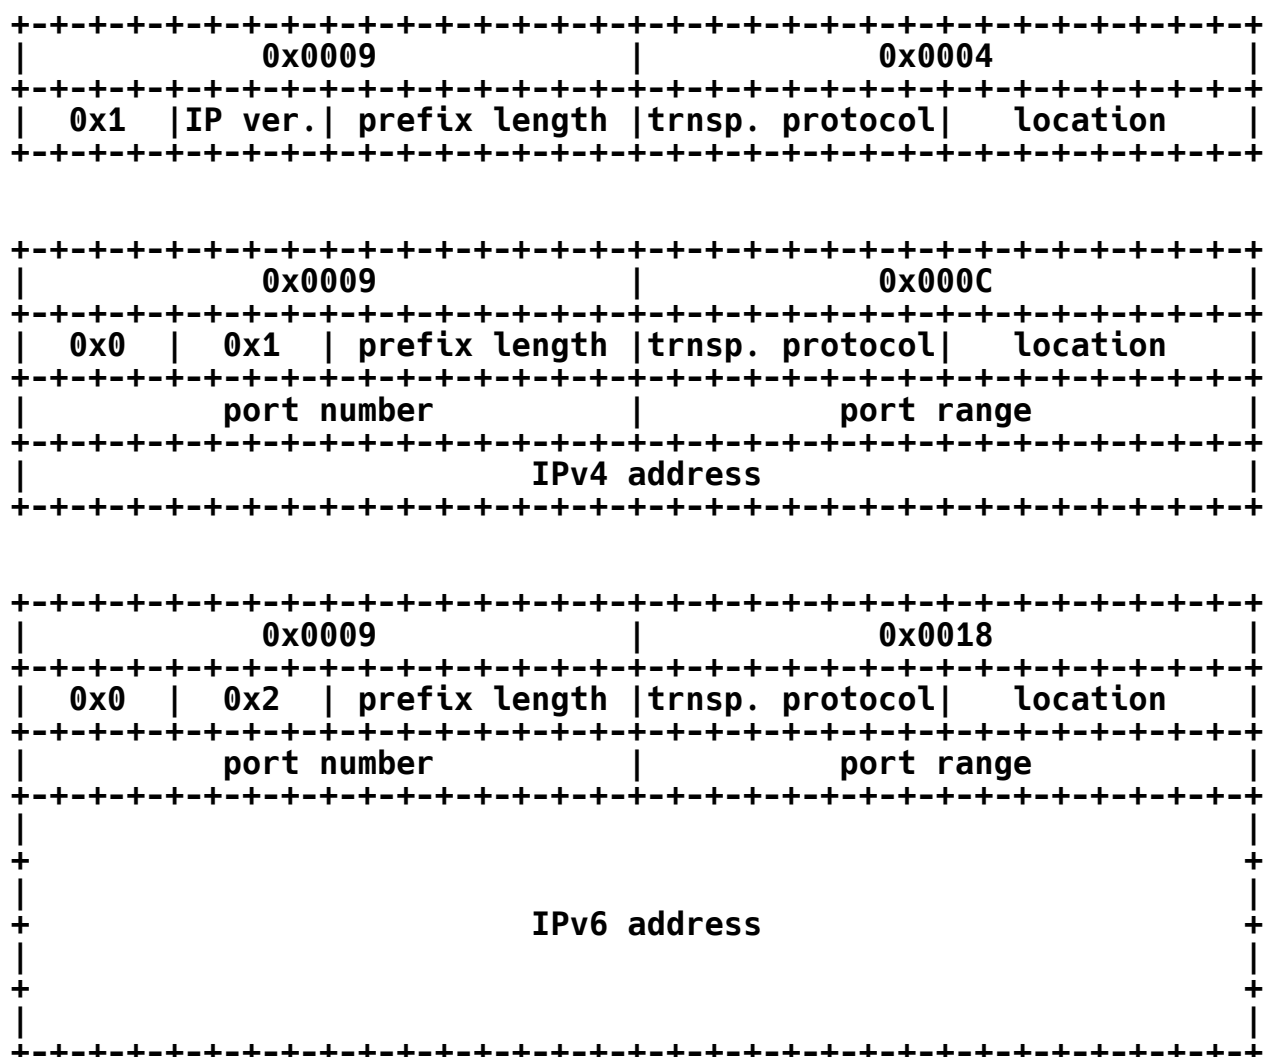 +-+-+-+-+-+-+-+-+-+-+-+-+-+-+-+-+-+-+-+-+-+-+-+-+-+-+-+-+-+-+-+-+
|            0x0009             |            0x0004             |
+-+-+-+-+-+-+-+-+-+-+-+-+-+-+-+-+-+-+-+-+-+-+-+-+-+-+-+-+-+-+-+-+
|  0x1  |IP ver.| prefix length |trnsp. protocol|   location    |
+-+-+-+-+-+-+-+-+-+-+-+-+-+-+-+-+-+-+-+-+-+-+-+-+-+-+-+-+-+-+-+-+

+-+-+-+-+-+-+-+-+-+-+-+-+-+-+-+-+-+-+-+-+-+-+-+-+-+-+-+-+-+-+-+-+
|            0x0009             |            0x000C             |
+-+-+-+-+-+-+-+-+-+-+-+-+-+-+-+-+-+-+-+-+-+-+-+-+-+-+-+-+-+-+-+-+
|  0x0  |  0x1  | prefix length |trnsp. protocol|   location    |
+-+-+-+-+-+-+-+-+-+-+-+-+-+-+-+-+-+-+-+-+-+-+-+-+-+-+-+-+-+-+-+-+
|          port number          |          port range           |
+-+-+-+-+-+-+-+-+-+-+-+-+-+-+-+-+-+-+-+-+-+-+-+-+-+-+-+-+-+-+-+-+
|                          IPv4 address                         |
+-+-+-+-+-+-+-+-+-+-+-+-+-+-+-+-+-+-+-+-+-+-+-+-+-+-+-+-+-+-+-+-+

+-+-+-+-+-+-+-+-+-+-+-+-+-+-+-+-+-+-+-+-+-+-+-+-+-+-+-+-+-+-+-+-+
|            0x0009             |            0x0018             |
+-+-+-+-+-+-+-+-+-+-+-+-+-+-+-+-+-+-+-+-+-+-+-+-+-+-+-+-+-+-+-+-+
|  0x0  |  0x2  | prefix length |trnsp. protocol|   location    |
+-+-+-+-+-+-+-+-+-+-+-+-+-+-+-+-+-+-+-+-+-+-+-+-+-+-+-+-+-+-+-+-+
|          port number          |          port range           |
+-+-+-+-+-+-+-+-+-+-+-+-+-+-+-+-+-+-+-+-+-+-+-+-+-+-+-+-+-+-+-+-+
|                                                               |
+                                                               +
|                                                               |
+                          IPv6 address                         +
|                                                               |
+                                                               +
|                                                               |
+-+-+-+-+-+-+-+-+-+-+-+-+-+-+-+-+-+-+-+-+-+-+-+-+-+-+-+-+-+-+-+-+